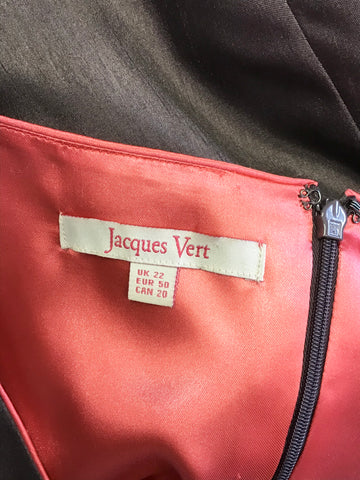 Jacques Vert
UK 22
EUR 50
CAN 20